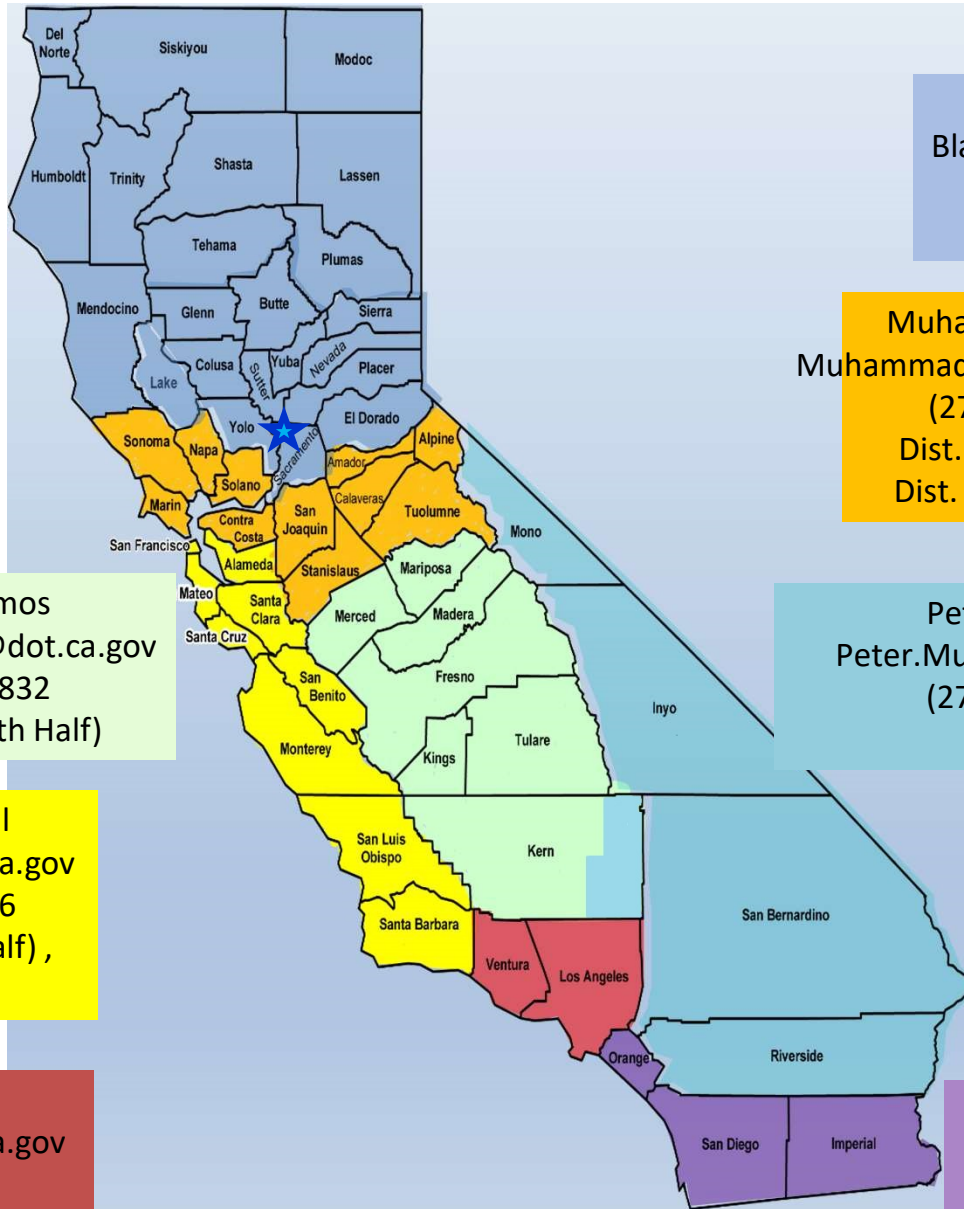 Del
Norte
Siskiyou
Modoc
Humboldt
Trinity
Shasta
Lassen
Tehama
Plumas
Mendocino
Glenn
Butte
Sierra
Colusa
Sutter
Yuba
Nevada
Placer
Lake
Yolo
El Dorado
Sacramento
Sonoma
Napa
Solano
Amador
Alpine
Marin
Calaveras
Contra
Costa
San
Joaquin
Tuolumne
Mono
San Francisco
Alameda
Stanislaus
Mariposa
Mateo
Santa
Clara
Merced
Madera
Santa Cruz
San
Benito
Fresno
Inyo
Monterey
Kings
Tulare
San Luis
Obispo
Kern
Santa Barbara
San Bernardino
Ventura
Los Angeles
Orange
Riverside
San Diego
Imperial
Bla
Muha
Muhammad
(27
Dist.
Dist.
Pet
Peter.Mu
(27
mos
@dot.ca.gov
832
th Half)
l
a.gov
6
alf) ,
a.gov